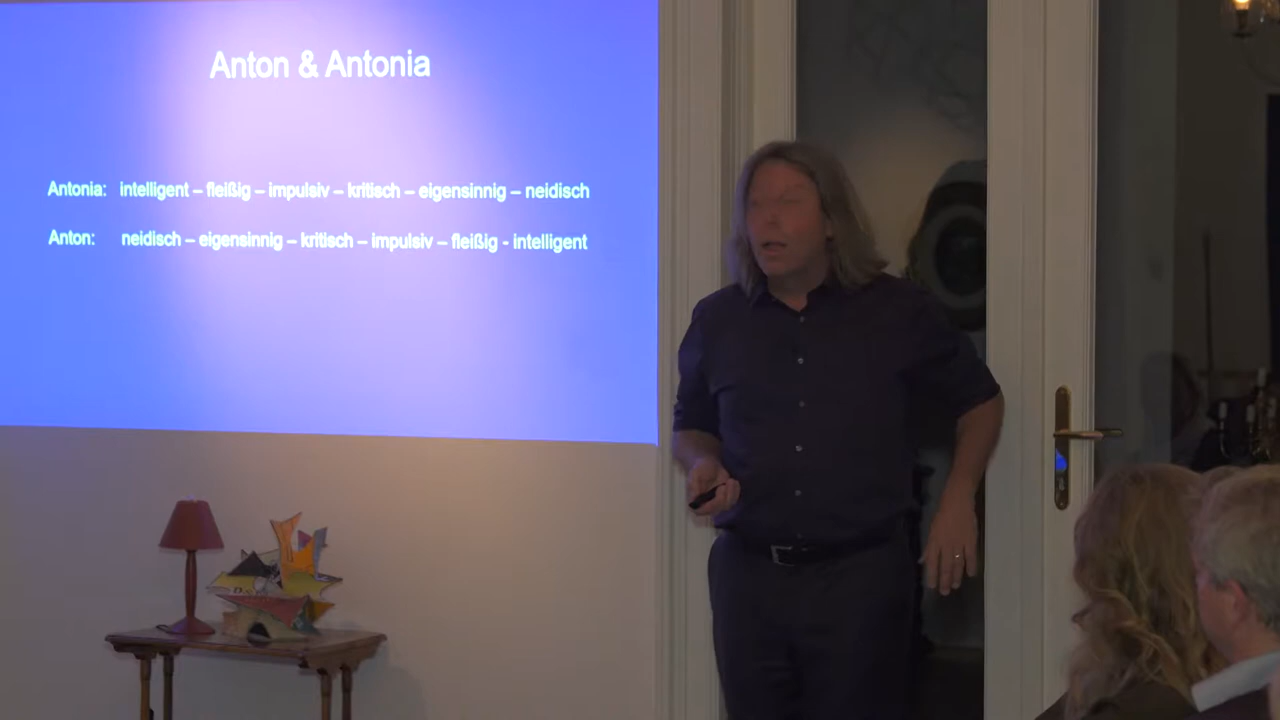 Anton & Antonia
Antonia: intelligent – fleißig – impulsiv – kritisch – eigensinnig – neidisch
Anton: neidisch – eigensinnig – kritisch – impulsiv – fleißig - intelligent